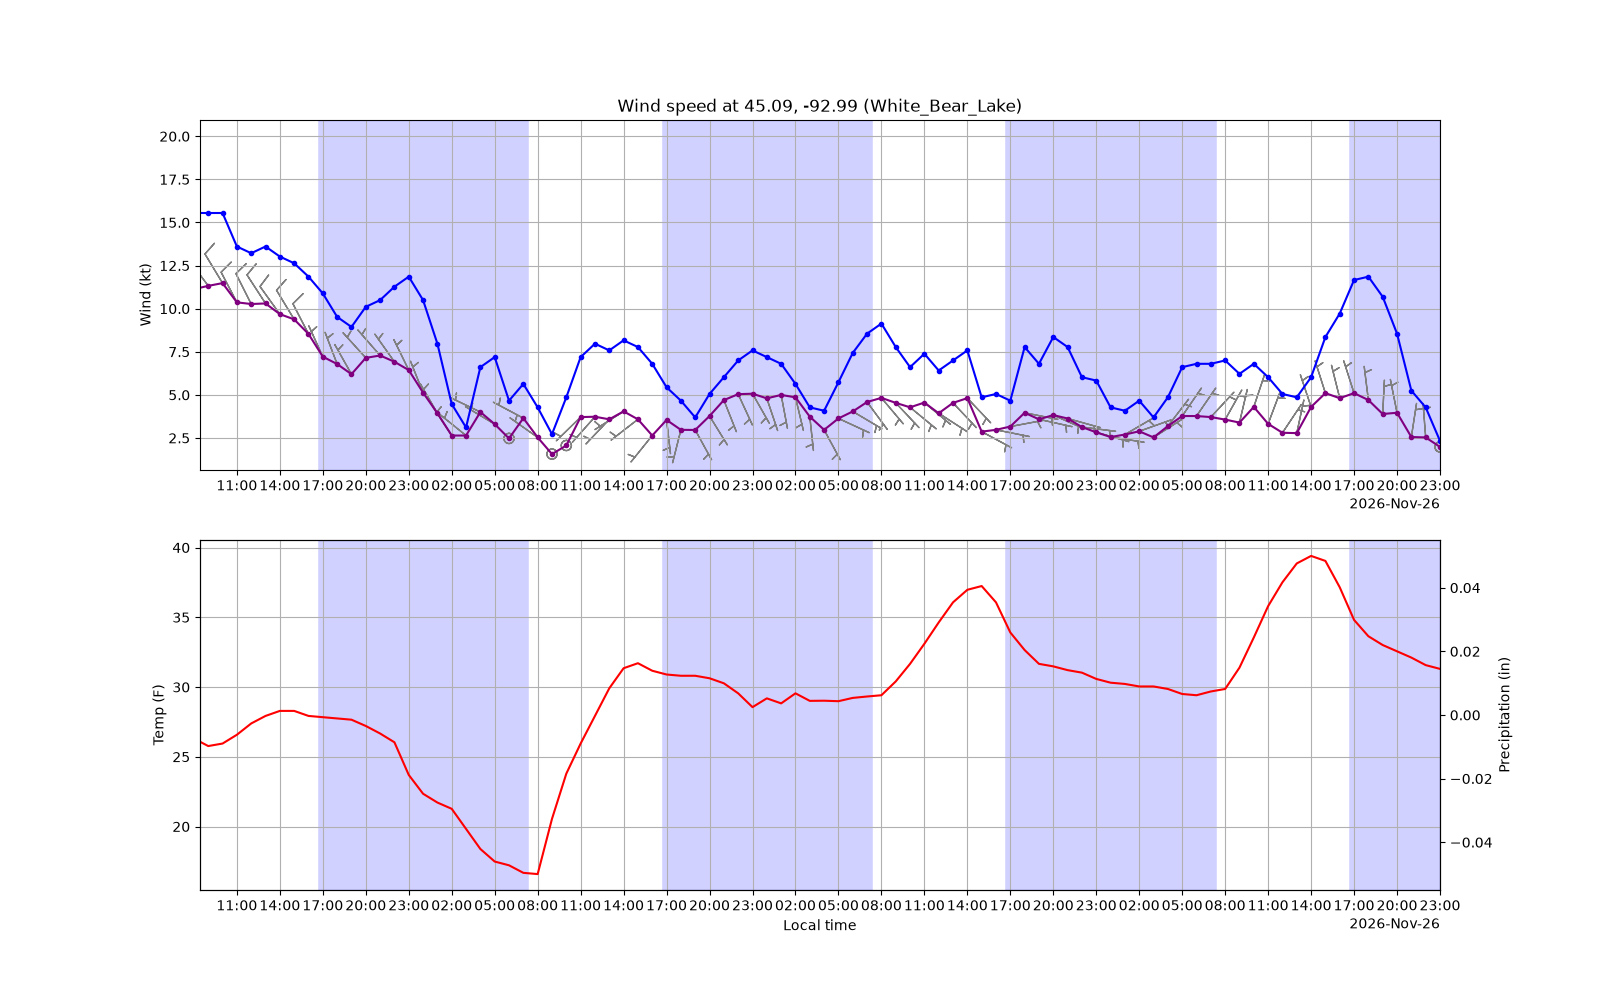 Wind speed at 45.09, -92.99 (White_Bear_Lake)
20.0
17.5
15.0
12.5
10.0
7.5
5.0
2.5
Wind (kt)
11:00 14:00 17:00 20:00 23:00 02:00 05:00 08:00 11:00 14:00 17:00 20:00 23:00 02:00 05:00 08:00 11:00 14:00 17:00 20:00 23:00 02:00 05:00 08:00 11:00 14:00 17:00 20:00 23:00
2026-Nov-26
40
35
30
25
20
Temp (F)
0.04
0.02
0.00
−0.02
−0.04
Precipitation (in)
11:00 14:00 17:00 20:00 23:00 02:00 05:00 08:00 11:00 14:00 17:00 20:00 23:00 02:00 05:00 08:00 11:00 14:00 17:00 20:00 23:00 02:00 05:00 08:00 11:00 14:00 17:00 20:00 23:00
Local time
2026-Nov-26